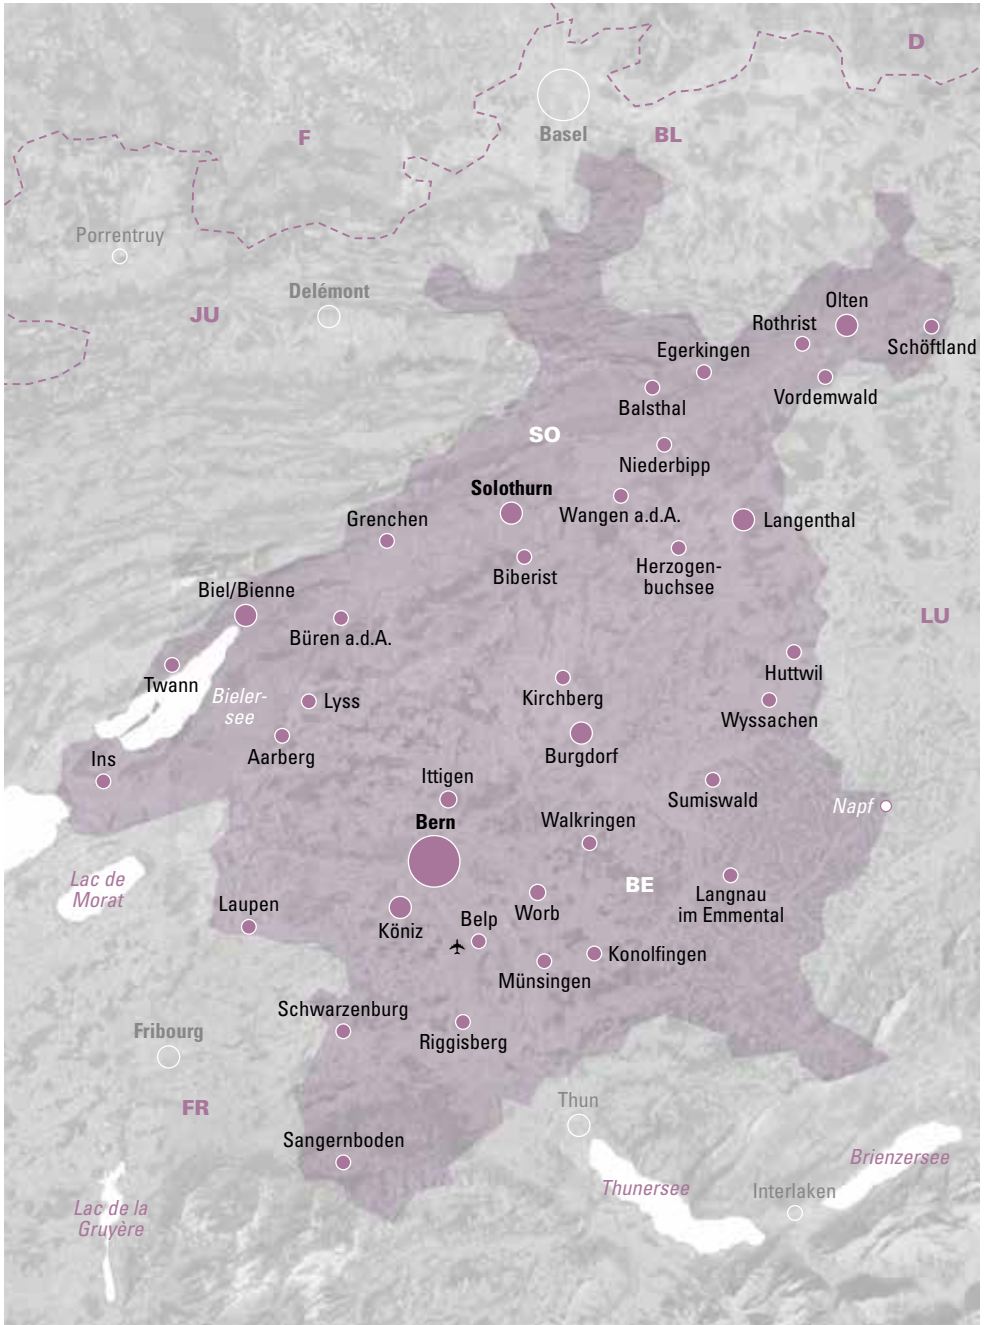 D
F
Basel
BL
Porrentruy
Delémont
JU
Olten
Rothrist
Schöftland
Egerkingen
Vordemwald
Balsthal
SO
Niederbipp
Solothurn
Wangen a.d.A.
Grenchen
Langenthal
Biberist
Herzogen-
buchsee
Biel/Bienne
LU
Büren a.d.A.
Huttwil
Twann
Bieler-
see
Lyss
Kirchberg
Wyssachen
Aarberg
Burgdorf
Ins
Ittigen
Sumiswald
Napf
Bern
Walkringen
Lac de
Morat
BE
Langnau
im Emmental
Laupen
Köniz
Belp
Worb
Konolfingen
Münsingen
Schwarzenburg
Fribourg
Riggisberg
Thun
FR
Sangernboden
Brienzersee
Thunersee
Interlaken
Lac de la
Gruyère